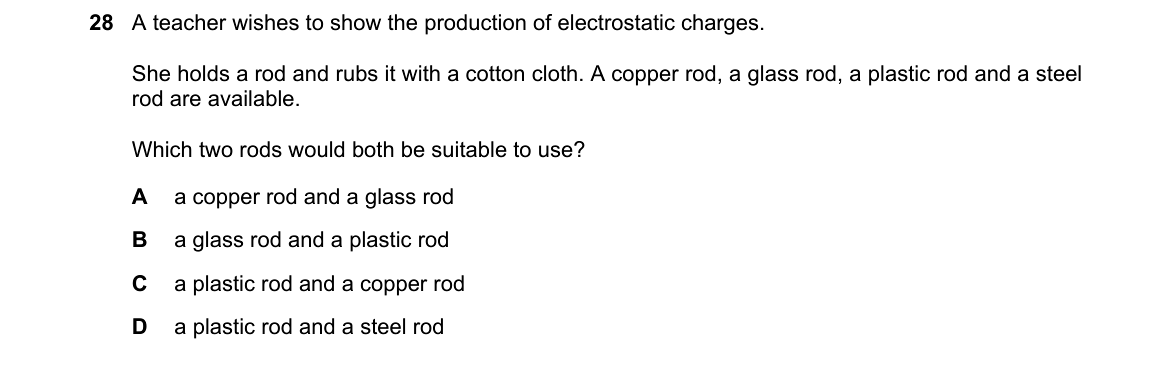 28 A teacher wishes to show the production of electrostatic charges.
She holds a rod and rubs it with a cotton cloth. A copper rod, a glass rod, a plastic rod and a steel
rod are available.
Which two rods would both be suitable to use?
A a copper rod and a glass rod
B a glass rod and a plastic rod
C a plastic rod and a copper rod
D a plastic rod and a steel rod